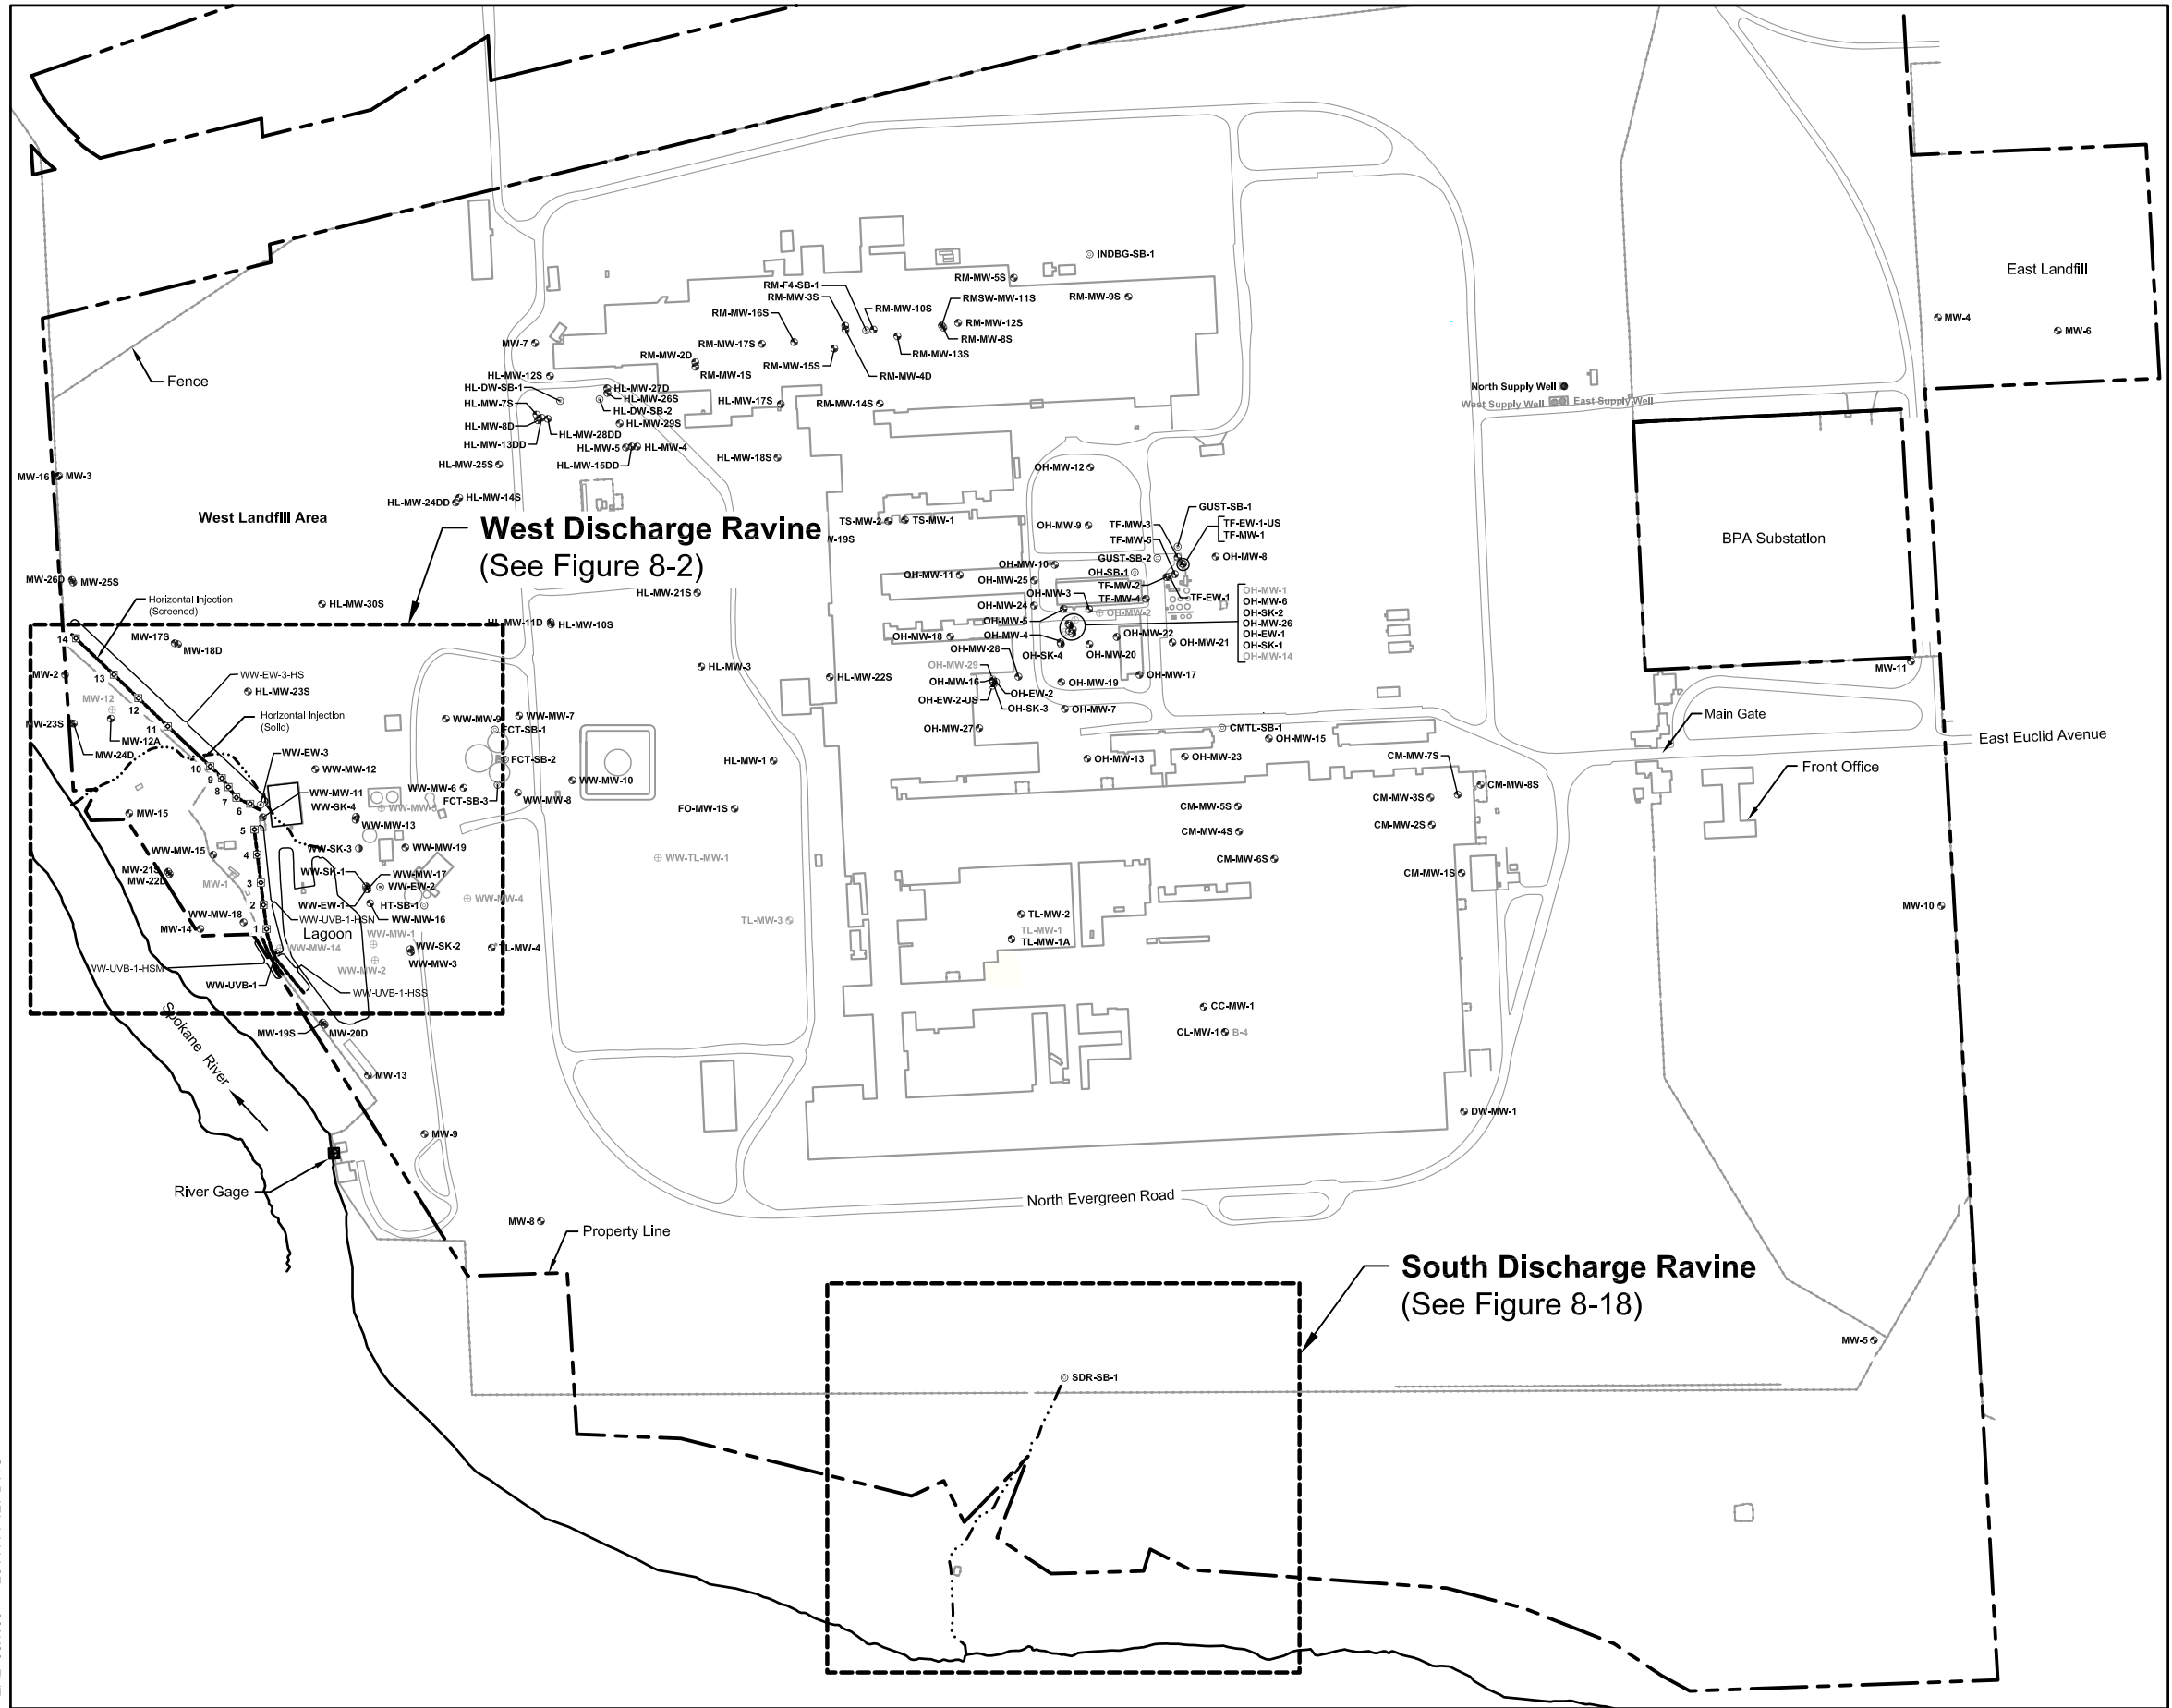 INDBG-SB-1
East Landfill
RM-MW-5S
RM-F4-SB-1
RM-MW-3S
RM-MW-9S
RM-MW-10S
RMSW-MW-11S
RM-MW-16S
RM-MW-12S
MW-4
MW-6
RM-MW-8S
MW-7
RM-MW-17S
RM-MW-13S
RM-MW-2D
RM-MW-15S
RM-MW-1S
RM-MW-4D
HL-MW-12S
Fence
HL-DW-SB-1
HL-MW-27D
HL-MW-26S
North Supply Well
HL-MW-7S
HL-MW-17S
RM-MW-14S
West Supply Well
East Supply Well
HL-DW-SB-2
HL-MW-8D
HL-MW-29S
HL-MW-28DD
HL-MW-13DD
HL-MW-5
HL-MW-4
HL-MW-25S
HL-MW-15DD
HL-MW-18S
OH-MW-12
MW-16
MW-3
HL-MW-24DD
HL-MW-14S
West Landfill Area
West Discharge Ravine
(See Figure 8-2)
W-19S
TS-MW-2
TS-MW-1
OH-MW-9
GUST-SB-1
TF-MW-3
TF-EW-1-US
TF-MW-1
TF-MW-5
BPA Substation
GUST-SB-2
OH-MW-8
OH-MW-10
OH-SB-1
OH-MW-11
OH-MW-25
TF-MW-2
MW-26D
MW-25S
OH-MW-3
TF-MW-4
TF-EW-1
HL-MW-21S
Horizontal Injection
(Screened)
HL-MW-30S
OH-MW-24
OH-MW-2
OH-MW-1
OH-MW-6
OH-SK-2
OH-MW-26
OH-EW-1
OH-SK-1
OH-MW-14
HL-MW-11D
HL-MW-10S
OH-MW-5
14
MW-17S
MW-18D
OH-MW-18
OH-MW-4
OH-MW-22
OH-MW-21
OH-MW-28
OH-SK-4
OH-MW-20
MW-2
13
WW-EW-3-HS
HL-MW-3
OH-MW-29
MW-11
HL-MW-22S
OH-MW-16
OH-MW-19
OH-MW-17
HL-MW-23S
MW-12
12
OH-EW-2
OH-EW-2-US
OH-SK-3
OH-MW-7
Horizontal Injection
(Solid)
MW-23S
11
WW-MW-9
WW-MW-7
Main Gate
MW-12A
FCT-SB-1
OH-MW-27
CMTL-SB-1
OH-MW-15
East Euclid Avenue
MW-24D
WW-EW-3
10
WW-MW-12
FCT-SB-2
HL-MW-1
OH-MW-13
OH-MW-23
CM-MW-7S
Front Office
9
8
WW-MW-11
WW-MW-6
WW-MW-10
CM-MW-8S
7
WW-SK-4
FCT-SB-3
WW-MW-8
CM-MW-3S
6
FO-MW-1S
CM-MW-5S
MW-15
WW-MW-13
CM-MW-2S
5
CM-MW-4S
WW-MW-15
4
WW-SK-3
WW-MW-19
WW-TL-MW-1
CM-MW-6S
MW-21S
MW-22D
WW-SK-1
WW-MW-17
CM-MW-1S
MW-1
3
WW-EW-2
2
WW-EW-1
HT-SB-1
WW-MW-4
MW-10
WW-MW-18
WW-UVB-1-HSN
WW-MW-16
TL-MW-3
TL-MW-2
MW-14
1
Lagoon
WW-MW-1
TL-MW-1
TL-MW-1A
WW-MW-14
WW-SK-2
TL-MW-4
WW-MW-3
WW-UVB-1-HSM
WW-MW-2
WW-UVB-1
WW-UVB-1-HSS
CC-MW-1
Spokane River
MW-19S
MW-20D
CL-MW-1
B-4
MW-13
DW-MW-1
MW-9
River Gage
North Evergreen Road
MW-8
Property Line
South Discharge Ravine
(See Figure 8-18)
MW-5
SDR-SB-1